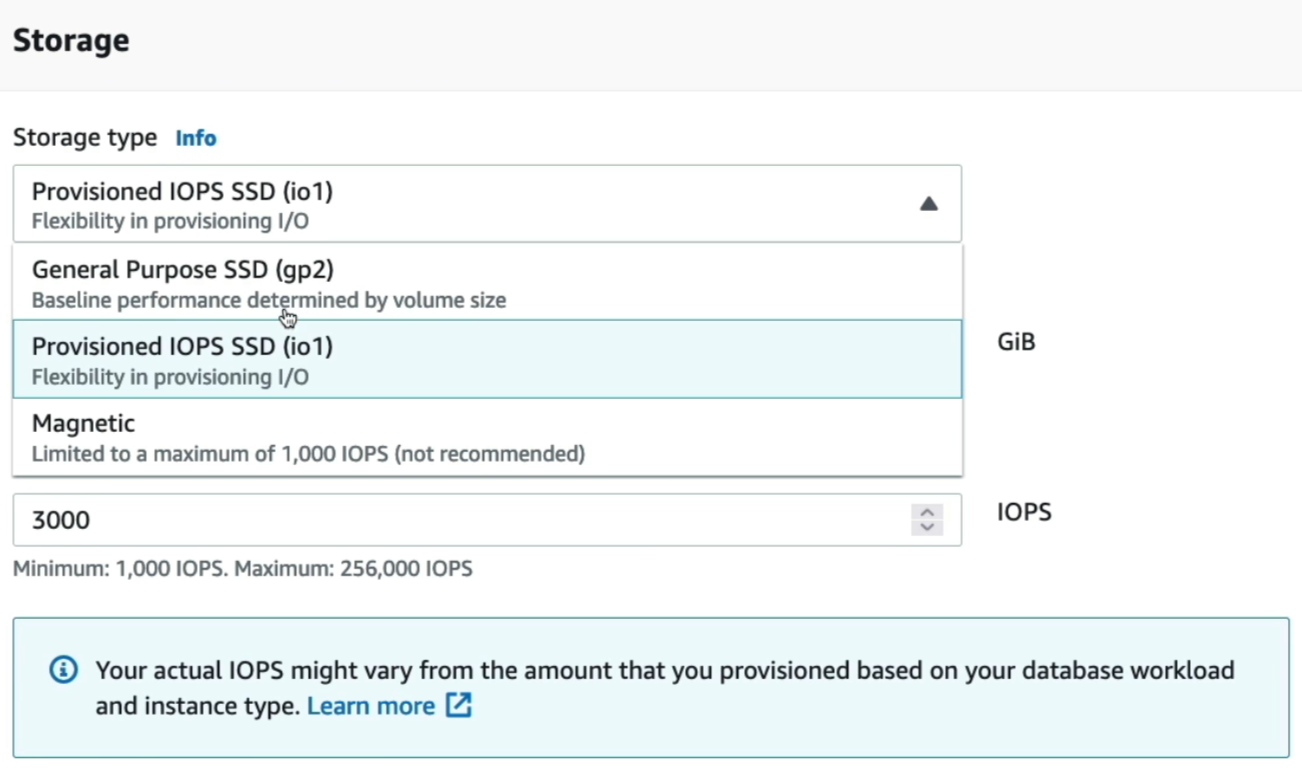 Storage
Storage type Info
Provisioned IOPS SSD (io1)
Flexibility in provisioning I/O
General Purpose SSD (gp2)
Baseline performance determined by volume size
Provisioned IOPS SSD (io1)
Flexibility in provisioning I/O
GiB
Magnetic
Limited to a maximum of 1,000 IOPS (not recommended)
3000
IOPS
Minimum: 1,000 IOPS. Maximum: 256,000 IOPS
Your actual IOPS might vary from the amount that you provisioned based on your database workload
and instance type. Learn more